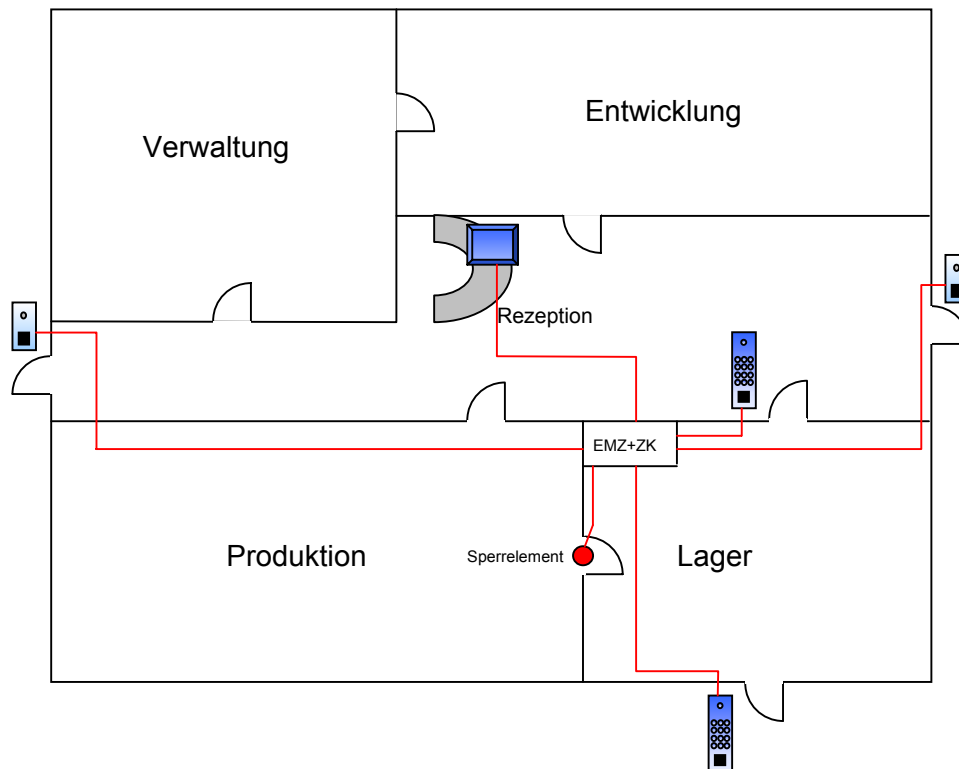 Entwicklung
Verwaltung
Rezeption
EMZ+ZK
Produktion
Sperrelement
Lager